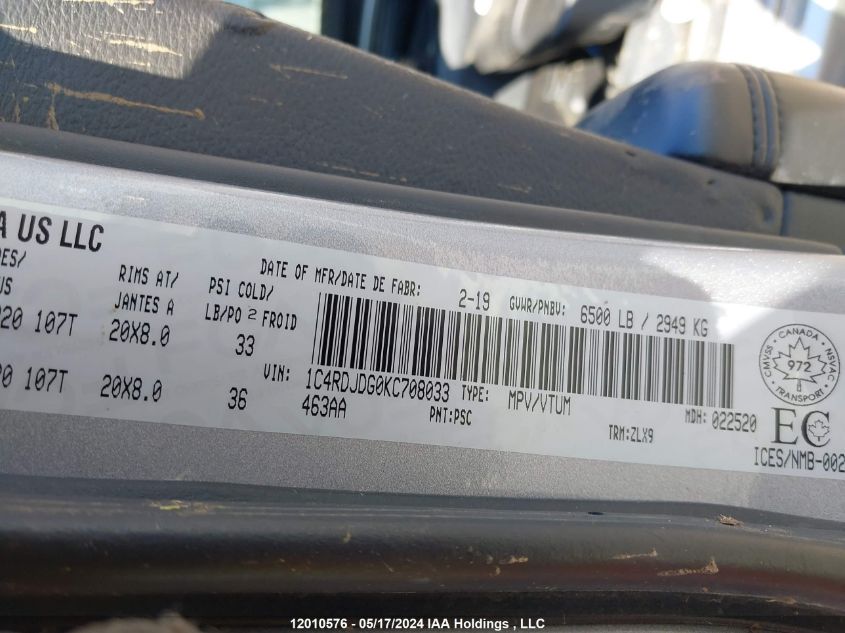 A US LLC
DATE OF MFR/DATE DE FABR: 2-19 GVWR/PNBV: 6500 LB / 2949 KG
RIMS AT/ PSI COLD/
JANTES A LB/PO 2 FROID
20 107T 20X8.0 33
VIN: 1C4RDJDG0KC708033 TYPE: MPV/VTUM MDH: 022520
107T 20X8.0 36 463AA PNT:PSC TRM:ZLX9
CANADA
CMVSS NSVAC
972
TRANSPORT
EC
ICES/NMB-002
12010576 - 05/17/2024 IAA Holdings , LLC